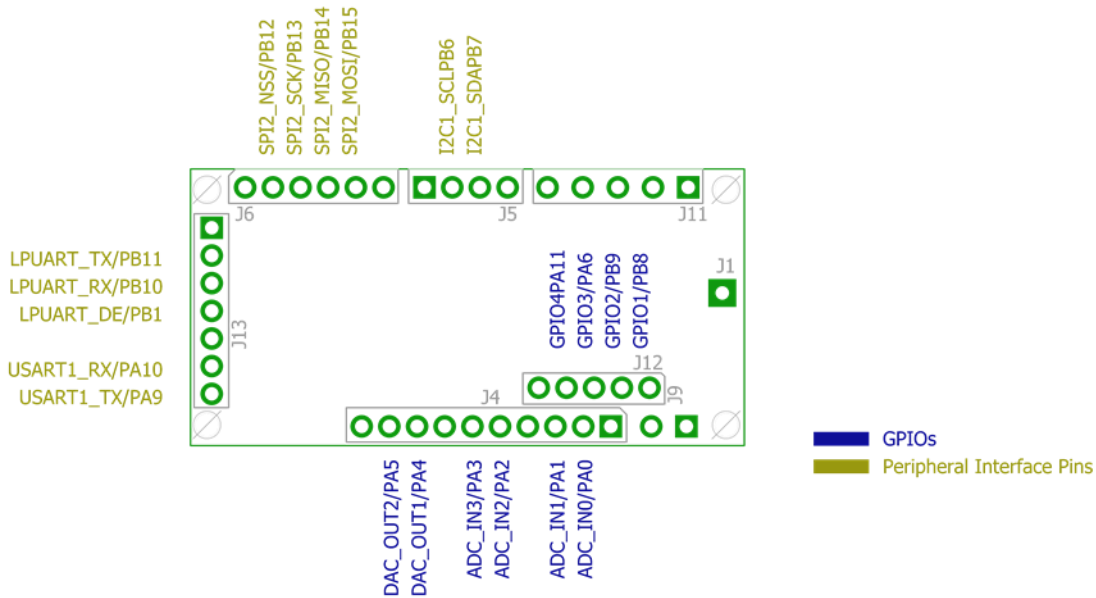 SPI2_NSS/PB12
SPI2_SCK/PB13
SPI2_MISO/PB14
SPI2_MOSI/PB15
I2C1_SCLPB6
I2C1_SDAPB7
J6
J5
J11
LPUART_TX/PB11
LPUART_RX/PB10
LPUART_DE/PB1
USART1_RX/PA10
USART1_TX/PA9
J13
GPIO4PA11
GPIO3/PA6
GPIO2/PB9
GPIO1/PB8
J1
J12
J4
J9
DAC_OUT2/PA5
DAC_OUT1/PA4
ADC_IN3/PA3
ADC_IN2/PA2
ADC_IN1/PA1
ADC_IN0/PA0
GPIOs
Peripheral Interface Pins